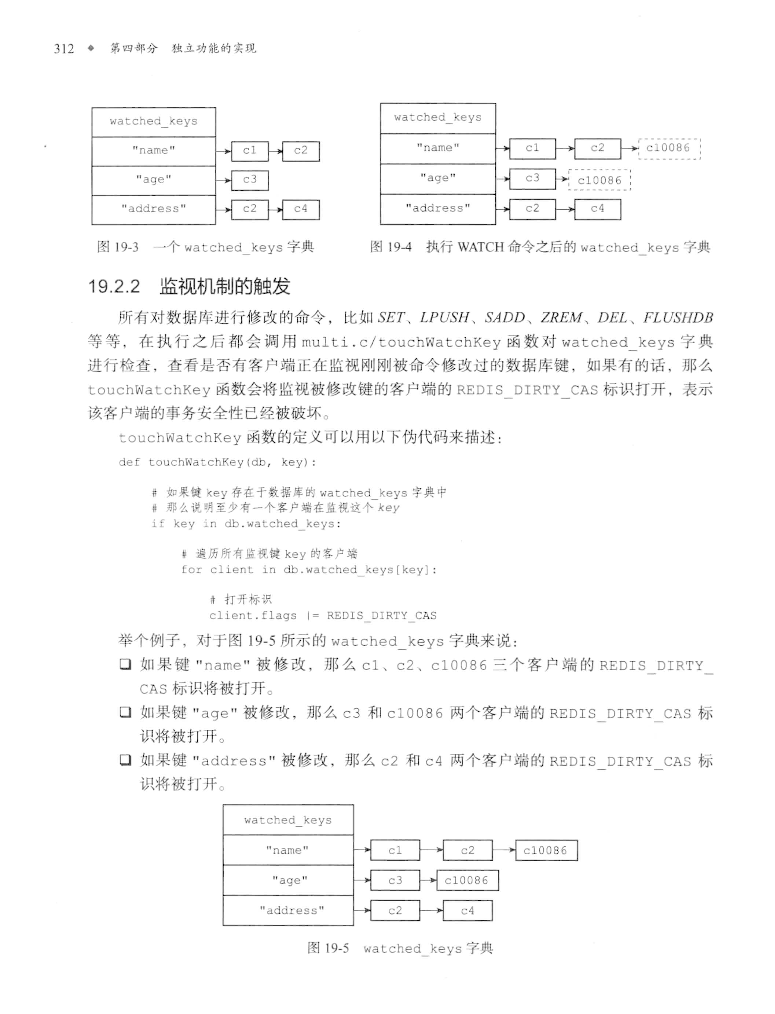 312 ◆ 第四部分 独立功能的实现
watched_keys
"name" c1 c2
"age" c3
"address" c2 c4
图 19-3 一个 watched_keys 字典
watched_keys
"name" c1 c2 c10086
"age" c3 c10086
"address" c2 c4
图 19-4 执行 WATCH 命令之后的 watched_keys 字典
19.2.2 监视机制的触发
所有对数据库进行修改的命令，比如 SET、LPUSH、SADD、ZREM、DEL、FLUSHDB
等等，在执行之后都会调用 multi.c/touchWatchKey 函数对 watched_keys 字典
进行检查，查看是否有客户端正在监视刚刚被命令修改过的数据库键，如果有的话，那么
touchWatchKey 函数会将监视被修改键的客户端的 REDIS_DIRTY_CAS 标识打开，表示
该客户端的事务安全性已经被破坏。
touchWatchKey 函数的定义可以用以下伪代码来描述：
def touchWatchKey(db, key):
# 如果键 key 存在于数据库的 watched_keys 字典中
# 那么说明至少有一个客户端在监视这个 key
if key in db.watched_keys:
# 遍历所有监视键 key 的客户端
for client in db.watched_keys[key]:
# 打开标识
client.flags |= REDIS_DIRTY_CAS
举个例子，对于图 19-5 所示的 watched_keys 字典来说：
❑ 如果键 "name" 被修改，那么 c1、c2、c10086 三个客户端的 REDIS_DIRTY_
CAS 标识将被打开。
❑ 如果键 "age" 被修改，那么 c3 和 c10086 两个客户端的 REDIS_DIRTY_CAS 标
识将被打开。
❑ 如果键 "address" 被修改，那么 c2 和 c4 两个客户端的 REDIS_DIRTY_CAS 标
识将被打开。
watched_keys
"name" c1 c2 c10086
"age" c3 c10086
"address" c2 c4
图 19-5 watched_keys 字典